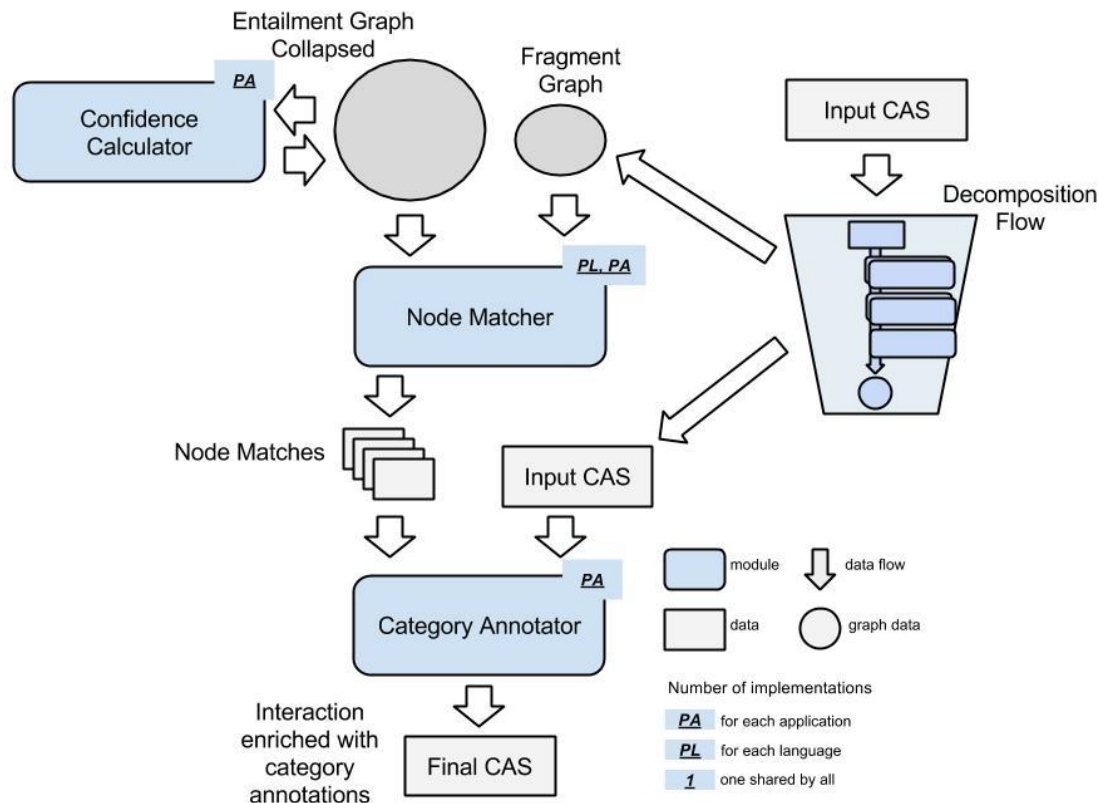 Entailment Graph
Collapsed
Fragment
Graph
PA
Confidence
Calculator
Input CAS
Decomposition
Flow
PL, PA
Node Matcher
Node Matches
Input CAS
PA
Category Annotator
module
data flow
data
graph data
Number of implementations
PA for each application
PL for each language
1 one shared by all
Interaction
enriched with
category
annotations
Final CAS